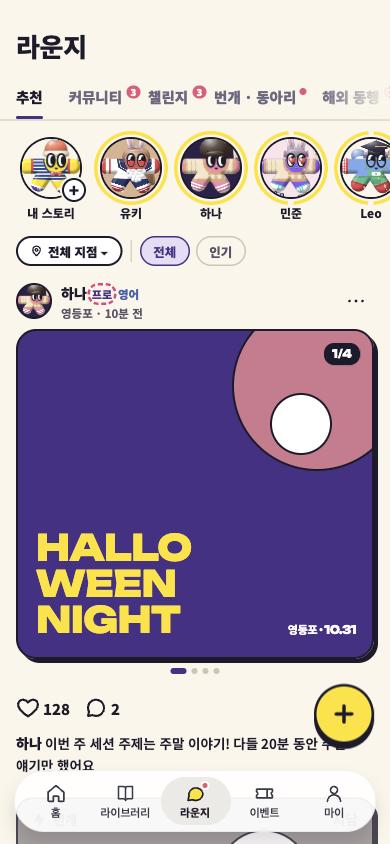 라운지
추천 커뮤니티 3 챌린지 3 번개 · 동아리 해외 동행
내 스토리 유키 하나 민준 Leo
전체 지점 전체 인기
하나 프로 영어
영등포 · 10분 전
1/4
HALLO
WEEN
NIGHT
영등포·10.31
128 2
하나 이번 주 세션 주제는 주말 이야기! 다들 20분 동안
얘기만 했어요
홈 라이브러리 라운지 이벤트 마이